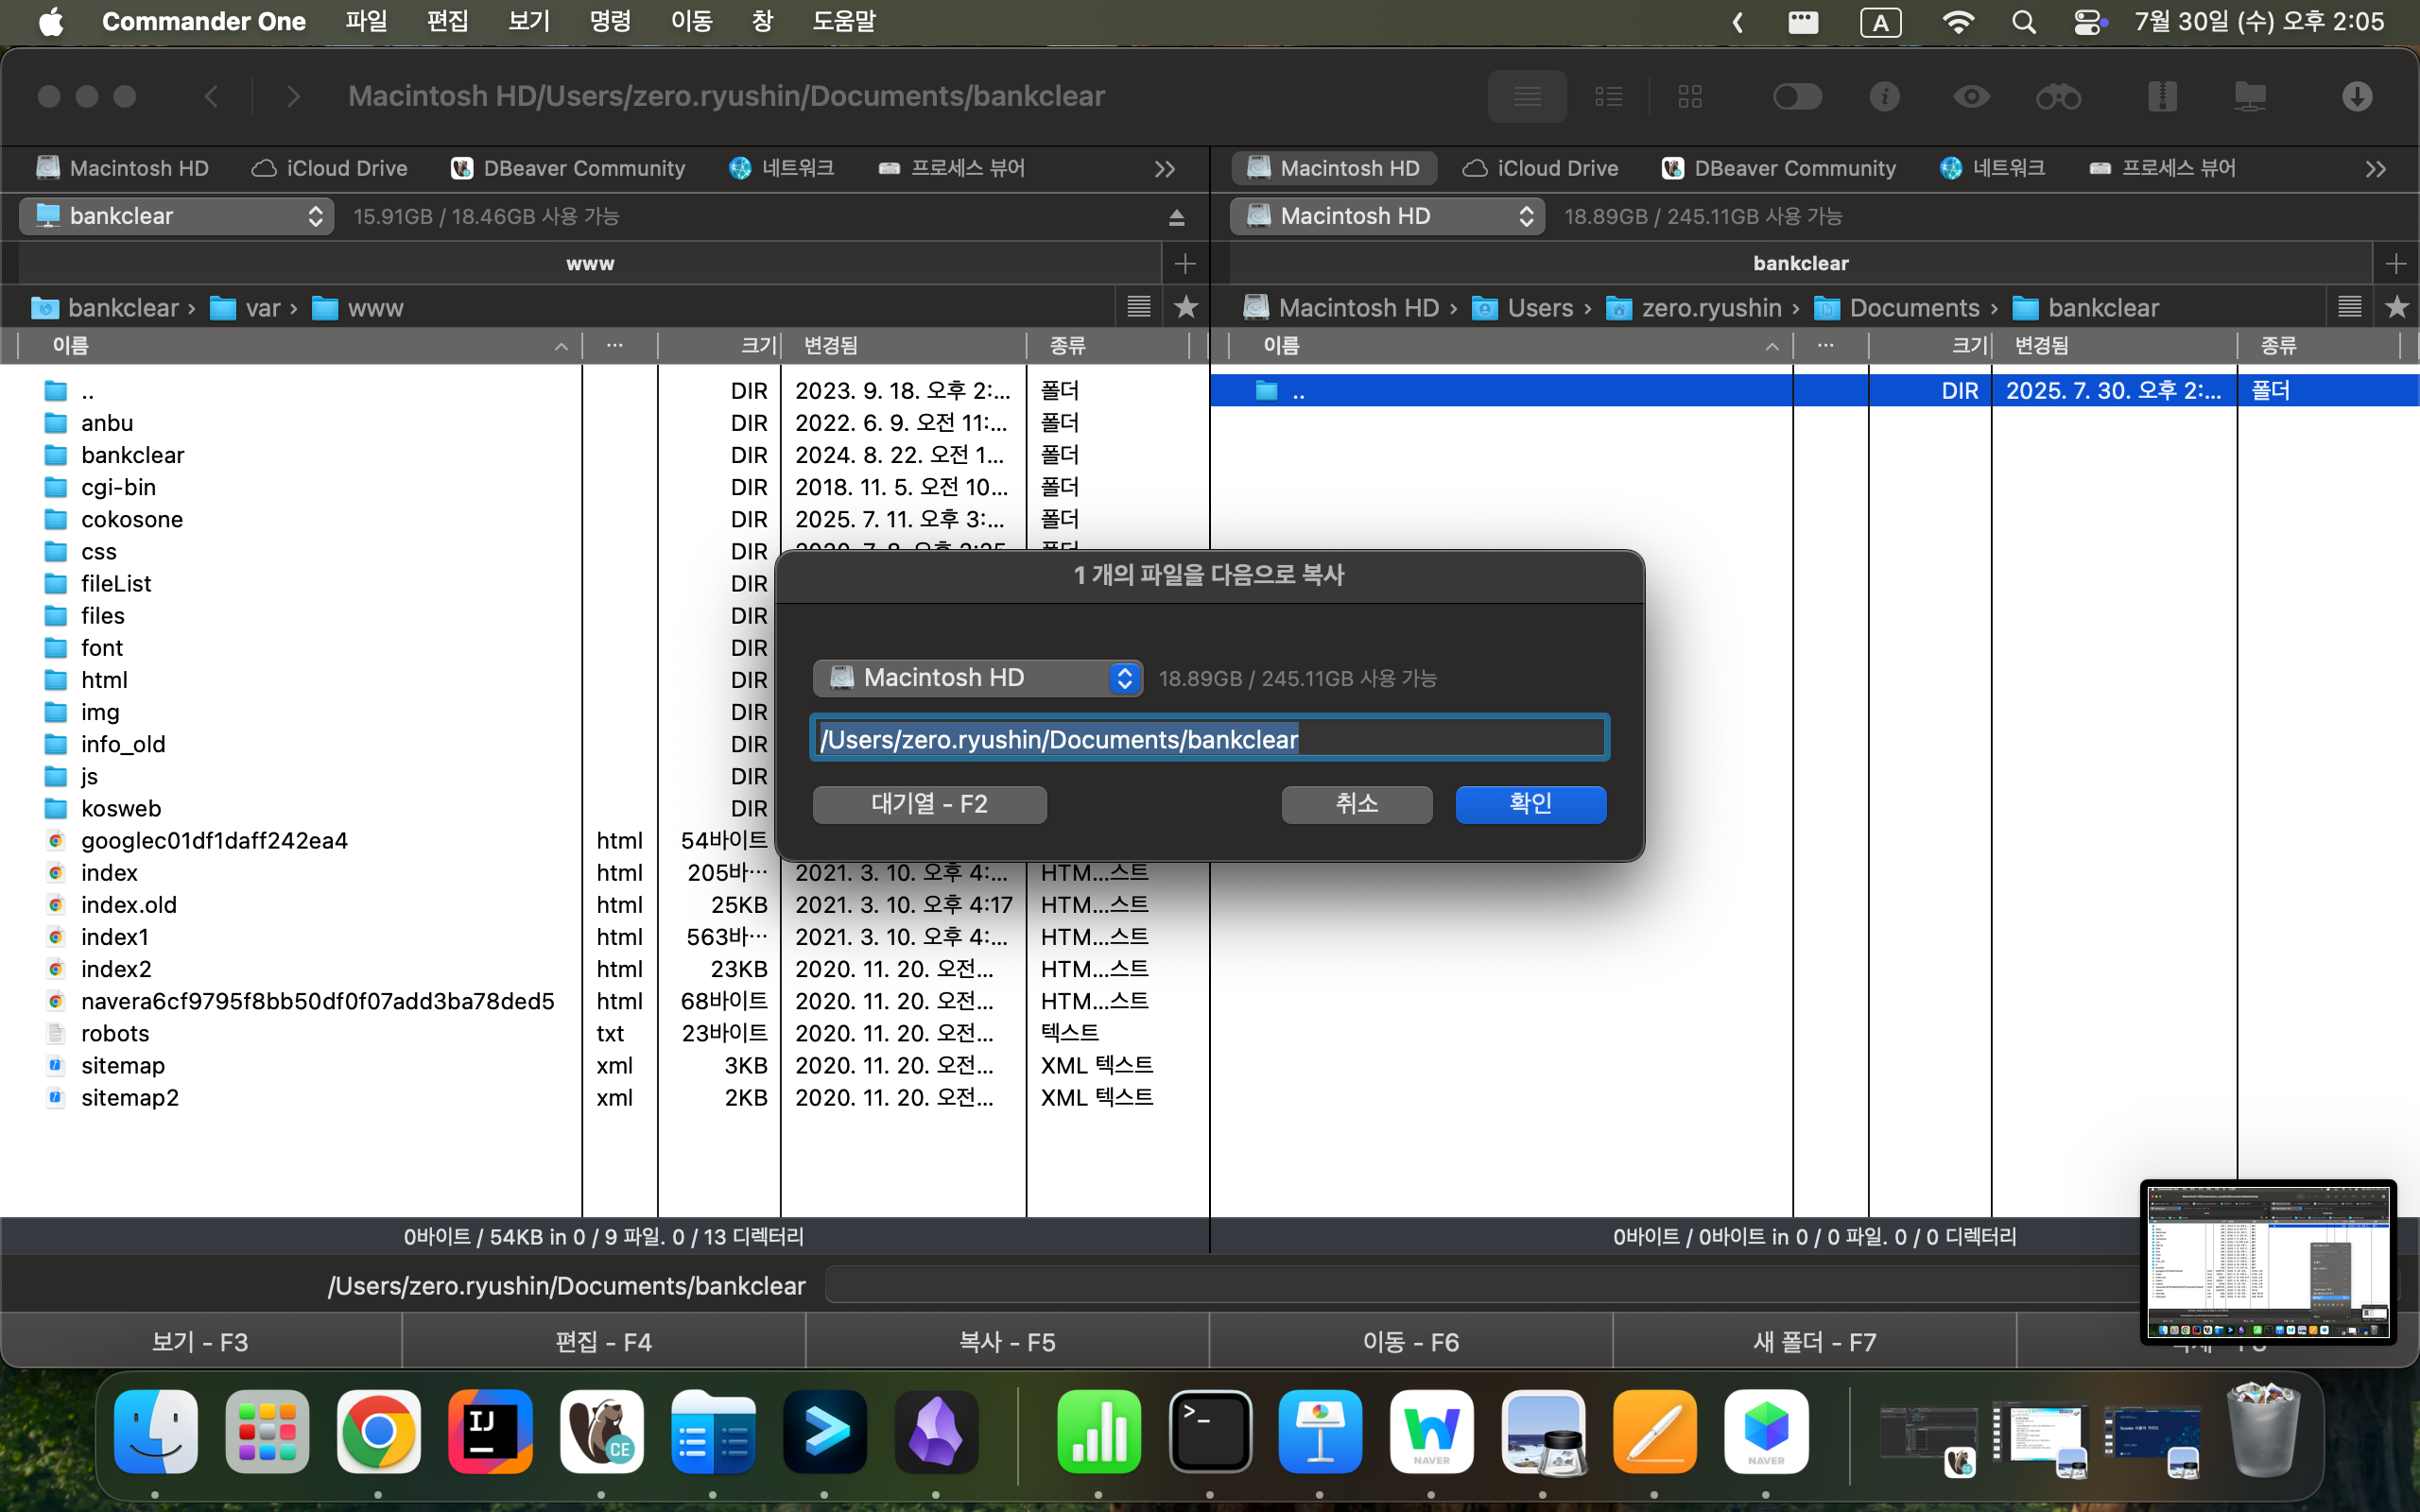 Commander One 파일 편집 보기 명령 이동 창 도움말 A 7월 30일 (수) 오후 2:05
Macintosh HD/Users/zero.ryushin/Documents/bankclear
Macintosh HD iCloud Drive DBeaver Community 네트워크 프로세스 뷰어 Macintosh HD iCloud Drive DBeaver Community 네트워크 프로세스 뷰어
bankclear 15.91GB / 18.46GB 사용 가능 Macintosh HD 18.89GB / 245.11GB 사용 가능
www bankclear
bankclear › var › www Macintosh HD › Users › zero.ryushin › Documents › bankclear
이름 ... 크기 변경됨 종류 이름 ... 크기 변경됨 종류
.. DIR 2023. 9. 18. 오후 2:... 폴더 .. DIR 2025. 7. 30. 오후 2:... 폴더
anbu DIR 2022. 6. 9. 오전 11:... 폴더
bankclear DIR 2024. 8. 22. 오전 1... 폴더
cgi-bin DIR 2018. 11. 5. 오전 10... 폴더
cokosone DIR 2025. 7. 11. 오후 3:... 폴더
css DIR
fileList DIR
files DIR
font DIR
html DIR
img DIR
info_old DIR
js DIR
kosweb DIR
googlec01df1daff242ea4 html 54바이트
index html 205바... 2021. 3. 10. 오후 4:... HTM...스트
index.old html 25KB 2021. 3. 10. 오후 4:17 HTM...스트
index1 html 563바... 2021. 3. 10. 오후 4:... HTM...스트
index2 html 23KB 2020. 11. 20. 오전... HTM...스트
navera6cf9795f8bb50df0f07add3ba78ded5 html 68바이트 2020. 11. 20. 오전... HTM...스트
robots txt 23바이트 2020. 11. 20. 오전... 텍스트
sitemap xml 3KB 2020. 11. 20. 오전... XML 텍스트
sitemap2 xml 2KB 2020. 11. 20. 오전... XML 텍스트
1 개의 파일을 다음으로 복사
Macintosh HD 18.89GB / 245.11GB 사용 가능
/Users/zero.ryushin/Documents/bankclear
대기열 - F2 취소 확인
0바이트 / 54KB in 0 / 9 파일. 0 / 13 디렉터리 0바이트 / 0바이트 in 0 / 0 파일. 0 / 0 디렉터리
/Users/zero.ryushin/Documents/bankclear
보기 - F3 편집 - F4 복사 - F5 이동 - F6 새 폴더 - F7
IJ CE >_ NAVER NAVER